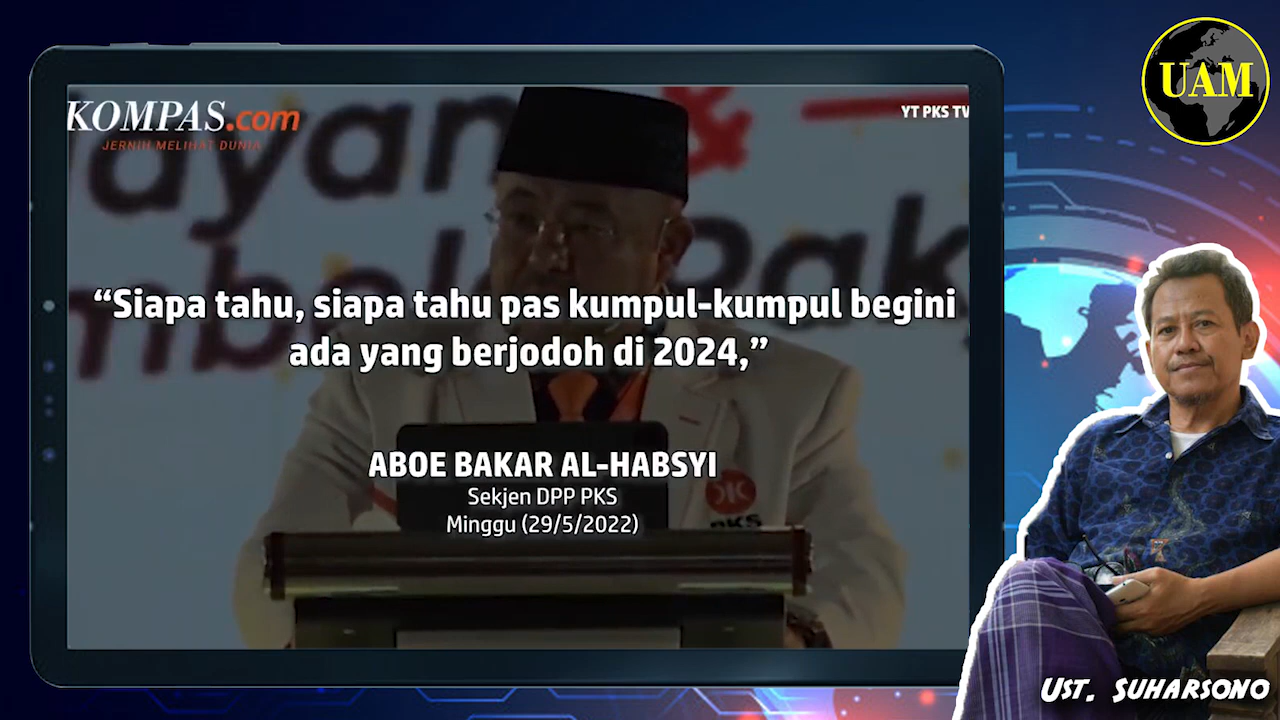 KOMPAS.com
JERNIH MELIHAT DUNIA
YT PKS TV
UAM
“Siapa tahu, siapa tahu pas kumpul-kumpul begini
ada yang berjodoh di 2024,”
ABOE BAKAR AL-HABSYI
Sekjen DPP PKS
Minggu (29/5/2022)
PKS
UST. SUHARSONO